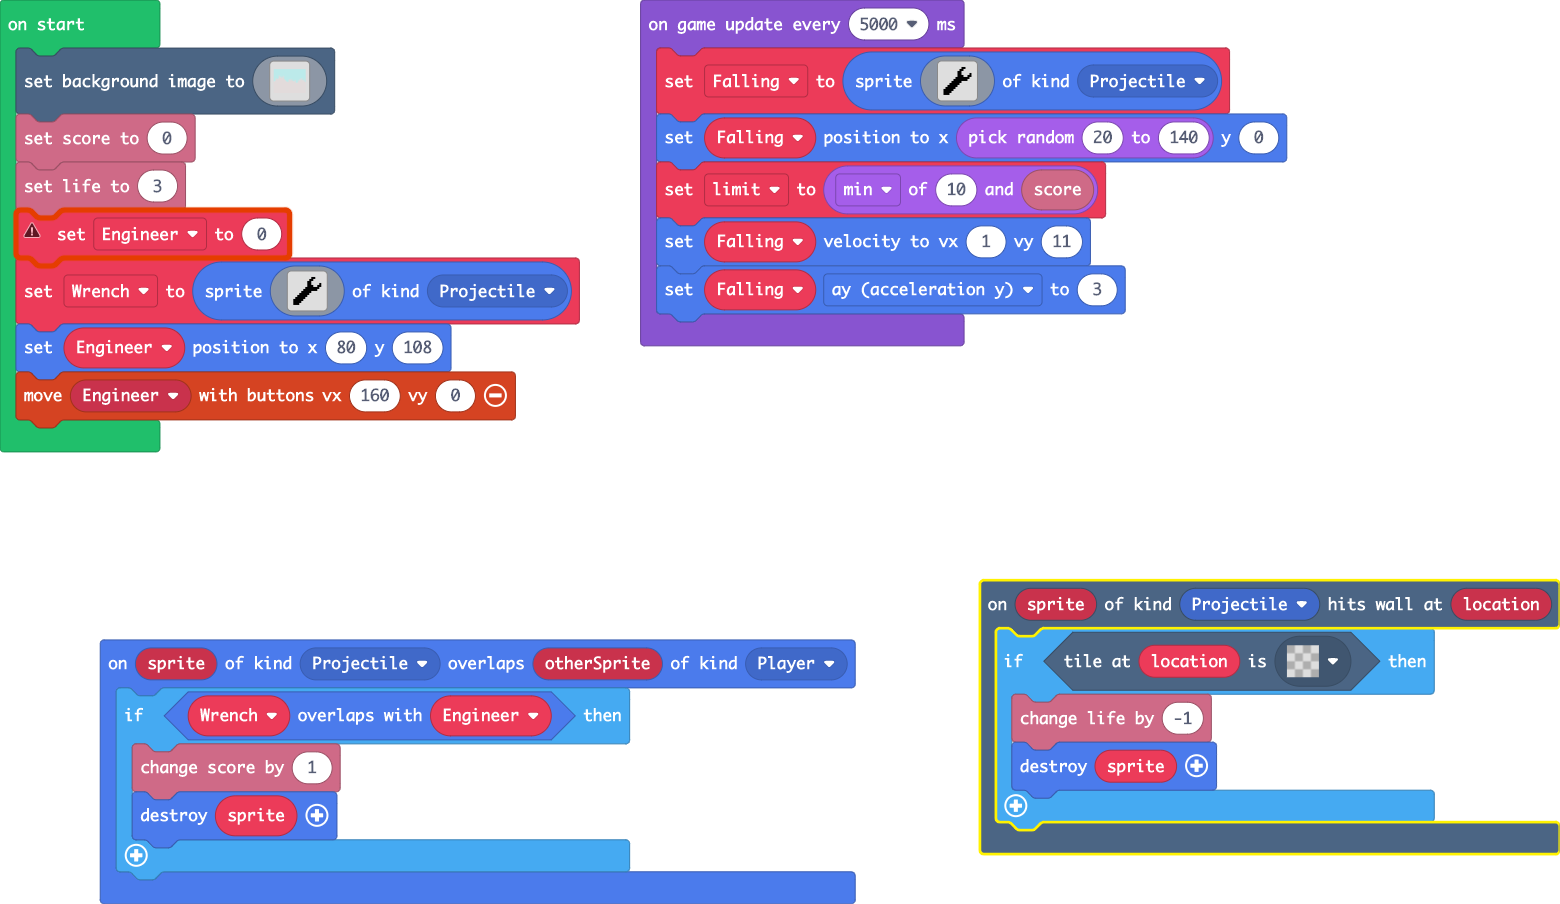 on start
set background image to
set score to 0
set life to 3
set Engineer to 0
set Wrench to sprite of kind Projectile
set Engineer position to x 80 y 108
move Engineer with buttons vx 160 vy 0
on game update every 5000 ms
set Falling to sprite of kind Projectile
set Falling position to x pick random 20 to 140 y 0
set limit to min of 10 and score
set Falling velocity to vx 1 vy 11
set Falling ay (acceleration y) to 3
on sprite of kind Projectile overlaps otherSprite of kind Player
if Wrench overlaps with Engineer then
change score by 1
destroy sprite
on sprite of kind Projectile hits wall at location
if tile at location is then
change life by -1
destroy sprite